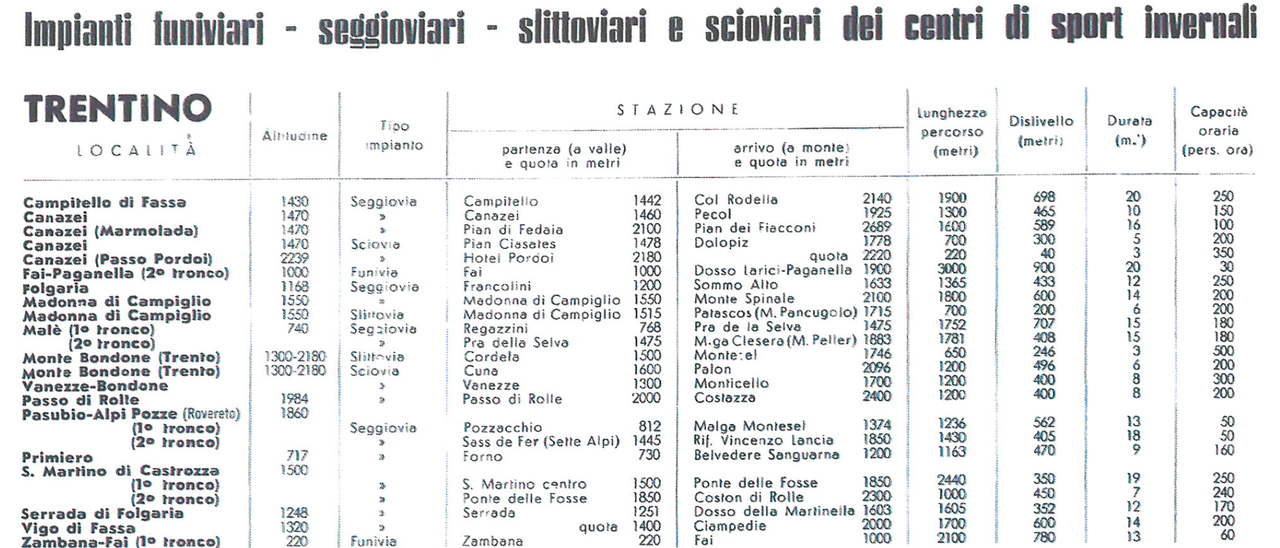 Impianti funiviari - seggioviari - slittoviari e scioviari dei centri di sport invernali
TRENTINO
LOCALITÀ
Altitudine
Tipo impianto
STAZIONE
partenza (a valle) e quota in metri
arrivo (a monte) e quota in metri
Lunghezza percorso (metri)
Dislivello (metri)
Durata (m.')
Capacità oraria (pers. ora)
Campitello di Fassa 1430 Seggiovia Campitello 1442 Col Rodella 2140 1900 698 20 250
Canazei 1470 » Canazei 1460 Pecol 1925 1300 465 10 150
Canazei (Marmolada) 1470 » Pian di Fedaia 2100 Pian dei Fiacconi 2689 1600 589 16 100
Canazei 1470 Sciovia Pian Ciasates 1478 Dolopiz 1778 700 300 5 200
Canazei (Passo Pordoi) 2239 » Hotel Pordoi 2180 quota 2220 220 40 3 350
Fai-Paganella (2º tronco) 1000 Funivia Fai 1000 Dosso Larici-Paganella 1900 3000 900 20 30
Folgaria 1168 Seggiovia Francolini 1200 Sommo Alto 1633 1365 433 12 250
Madonna di Campiglio 1550 » Madonna di Campiglio 1550 Monte Spinale 2100 1800 600 14 200
Madonna di Campiglio 1550 Slittovia Madonna di Campiglio 1515 Patascos (M. Pancugolo) 1715 700 200 6 200
Malè (1º tronco) 740 Seggiovia Regazzini 768 Pra de la Selva 1475 1752 707 15 180
(2º tronco) » Pra della Selva 1475 M.ga Clesera (M. Peller) 1883 1781 408 15 180
Monte Bondone (Trento) 1300-2180 Slittovia Cordela 1500 Montesel 1746 650 246 3 500
Monte Bondone (Trento) 1300-2180 Sciovia Cuna 1600 Palon 2096 1200 496 6 200
Vanezze-Bondone » Vanezze 1300 Monticello 1700 1200 400 8 300
Passo di Rolle 1984 » Passo di Rolle 2000 Costazza 2400 1200 400 8 200
Pasubio-Alpi Pozze (Rovereto) 1860
(1º tronco) Seggiovia Pozzacchio 812 Malga Montesel 1374 1236 562 13 50
(2º tronco) » Sass de Fer (Sette Alpi) 1445 Rif. Vincenzo Lancia 1850 1430 405 18 50
Primiero 717 » Forno 730 Belvedere Sanguarna 1200 1163 470 9 160
S. Martino di Castrozza 1500
(1º tronco) » S. Martino centro 1500 Ponte delle Fosse 1850 2440 350 19 250
(2º tronco) » Ponte delle Fosse 1850 Coston di Rolle 2300 1000 450 7 240
Serrada di Folgaria 1248 » Serrada 1251 Dosso della Martinella 1603 1605 352 12 170
Vigo di Fassa 1320 » quota 1400 Ciampedie 2000 1700 600 14 200
Zambana-Fai (1º tronco) 220 Funivia Zambana 220 Fai 1000 2100 780 13 60